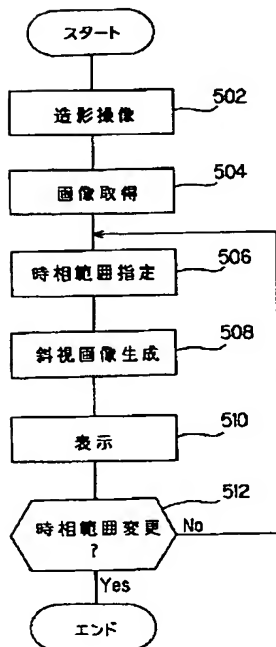 スタート
502
造影撮像
504
画像取得
506
時相範囲指定
508
斜視画像生成
510
表示
512
時相範囲変更
?
No
Yes
エンド